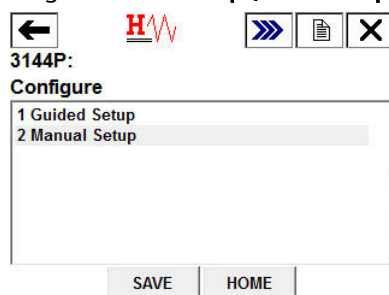 H
3144P:
Configure
1 Guided Setup
2 Manual Setup
SAVE HOME